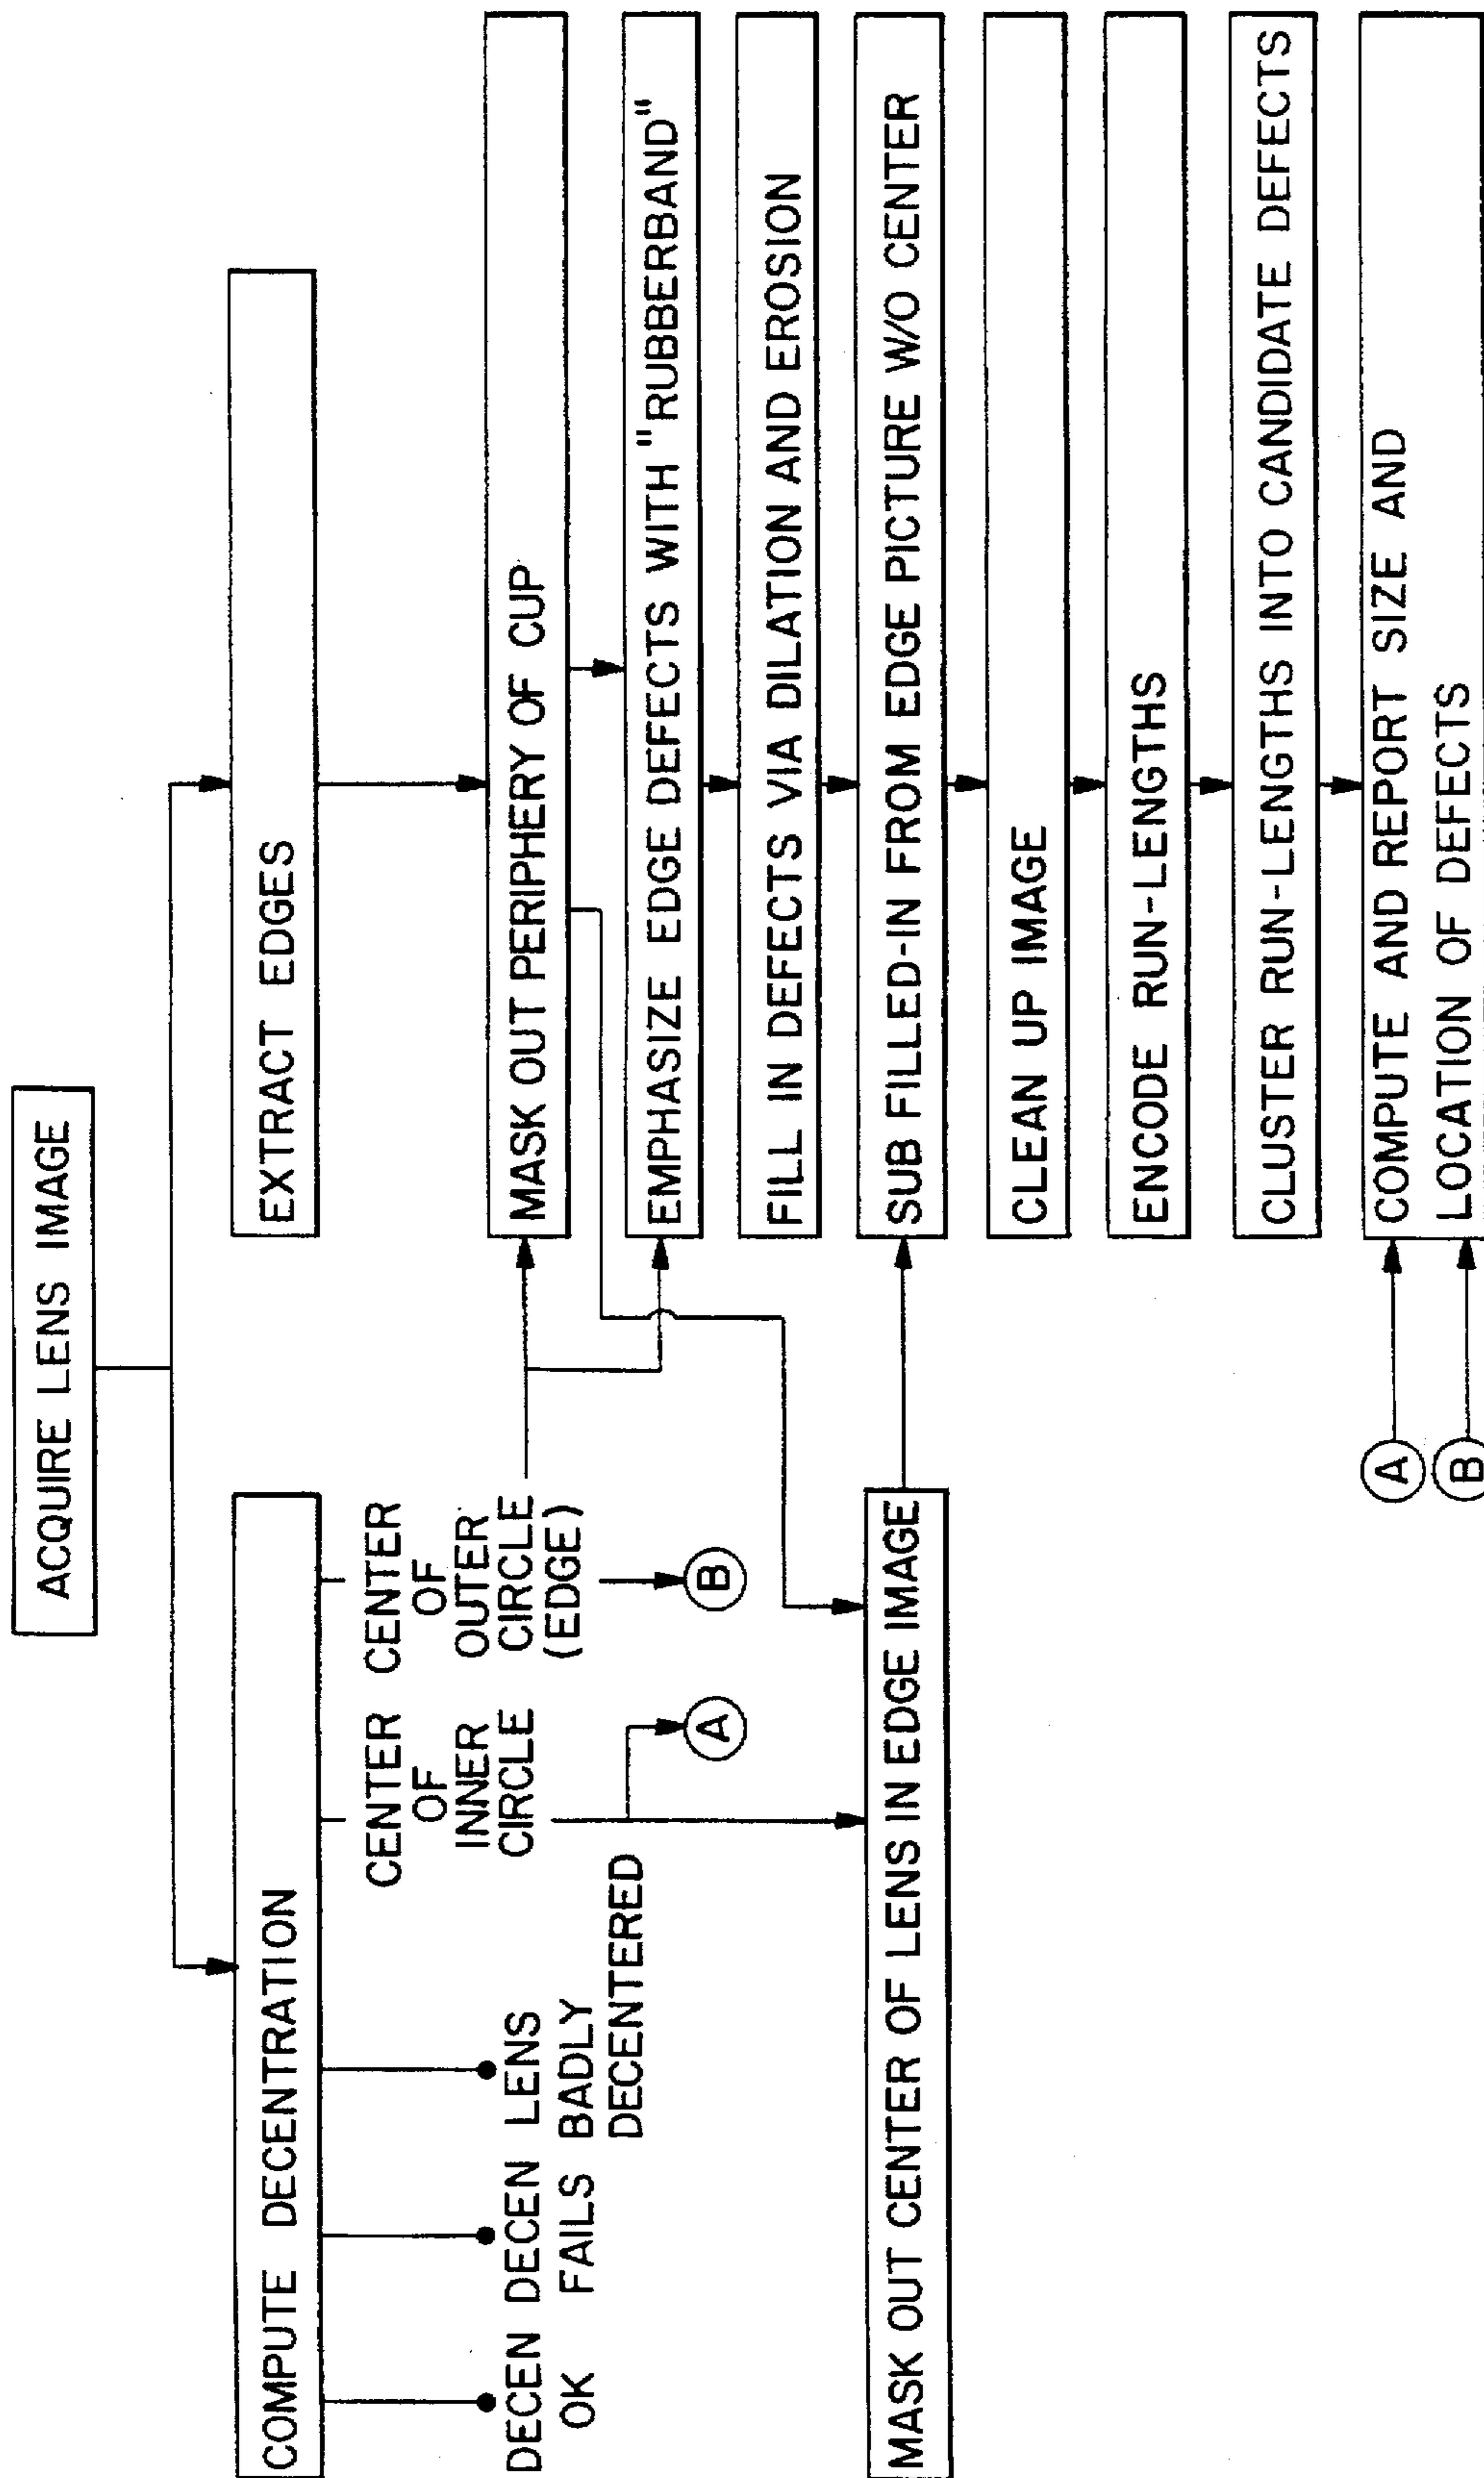 ACQUIRE LENS IMAGE
COMPUTE DECENTRATION
EXTRACT EDGES
DECEN
OK
DECEN
FAILS
LENS
BADLY
DECENTERED
CENTER
OF
INNER
CIRCLE
CENTER
OF
OUTER
CIRCLE
(EDGE)
A
B
MASK OUT PERIPHERY OF CUP
EMPHASIZE EDGE DEFECTS WITH "RUBBERBAND"
FILL IN DEFECTS VIA DILATION AND EROSION
MASK OUT CENTER OF LENS IN EDGE IMAGE
SUB FILLED-IN FROM EDGE PICTURE W/O CENTER
CLEAN UP IMAGE
ENCODE RUN-LENGTHS
CLUSTER RUN-LENGTHS INTO CANDIDATE DEFECTS
A
B
COMPUTE AND REPORT SIZE AND
LOCATION OF DEFECTS